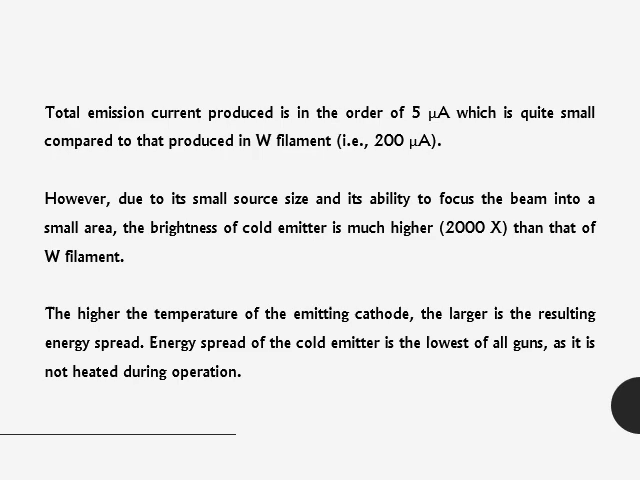 Total emission current produced is in the order of 5 μA which is quite small
compared to that produced in W filament (i.e., 200 μA).
However, due to its small source size and its ability to focus the beam into a
small area, the brightness of cold emitter is much higher (2000 X) than that of
W filament.
The higher the temperature of the emitting cathode, the larger is the resulting
energy spread. Energy spread of the cold emitter is the lowest of all guns, as it is
not heated during operation.